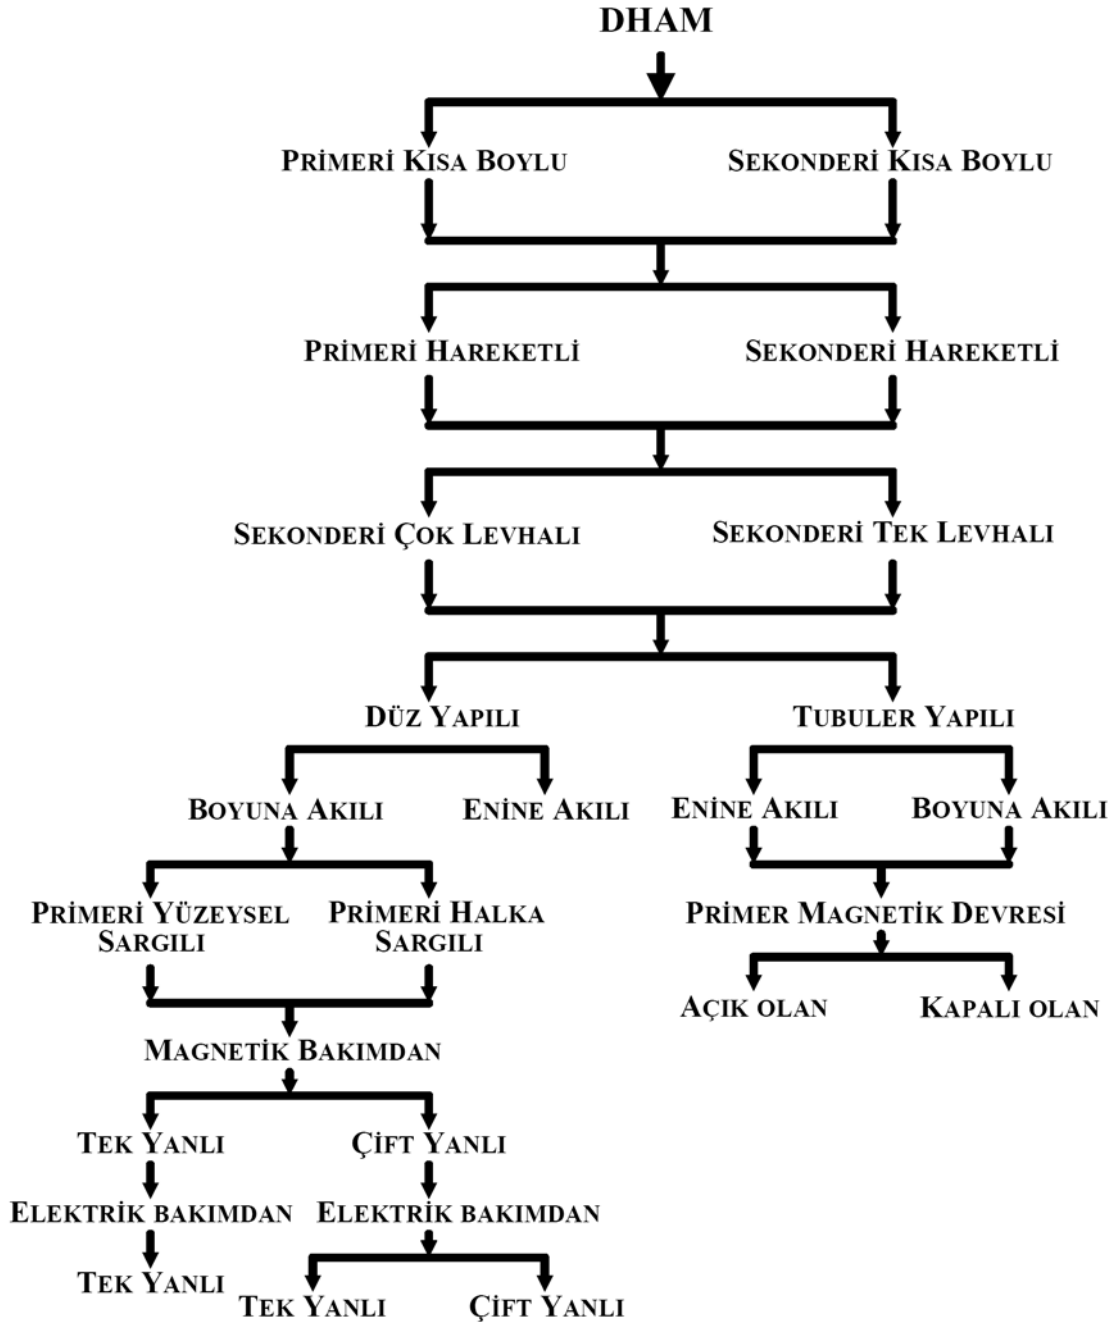 DHAM
PRİMERİ KISA BOYLU
SEKONDERİ KISA BOYLU
PRİMERİ HAREKETLİ
SEKONDERİ HAREKETLİ
SEKONDERİ ÇOK LEVHALI
SEKONDERİ TEK LEVHALI
DÜZ YAPILI
TUBULER YAPILI
BOYUNA AKILI
ENİNE AKILI
ENİNE AKILI
BOYUNA AKILI
PRİMERİ YÜZEYSEL
SARGILI
PRİMERİ HALKA
SARGILI
PRİMER MAGNETİK DEVRESİ
AÇIK OLAN
KAPALI OLAN
MAGNETİK BAKIMDAN
TEK YANLI
ÇİFT YANLI
ELEKTRİK BAKIMDAN
ELEKTRİK BAKIMDAN
TEK YANLI
TEK YANLI
ÇİFT YANLI